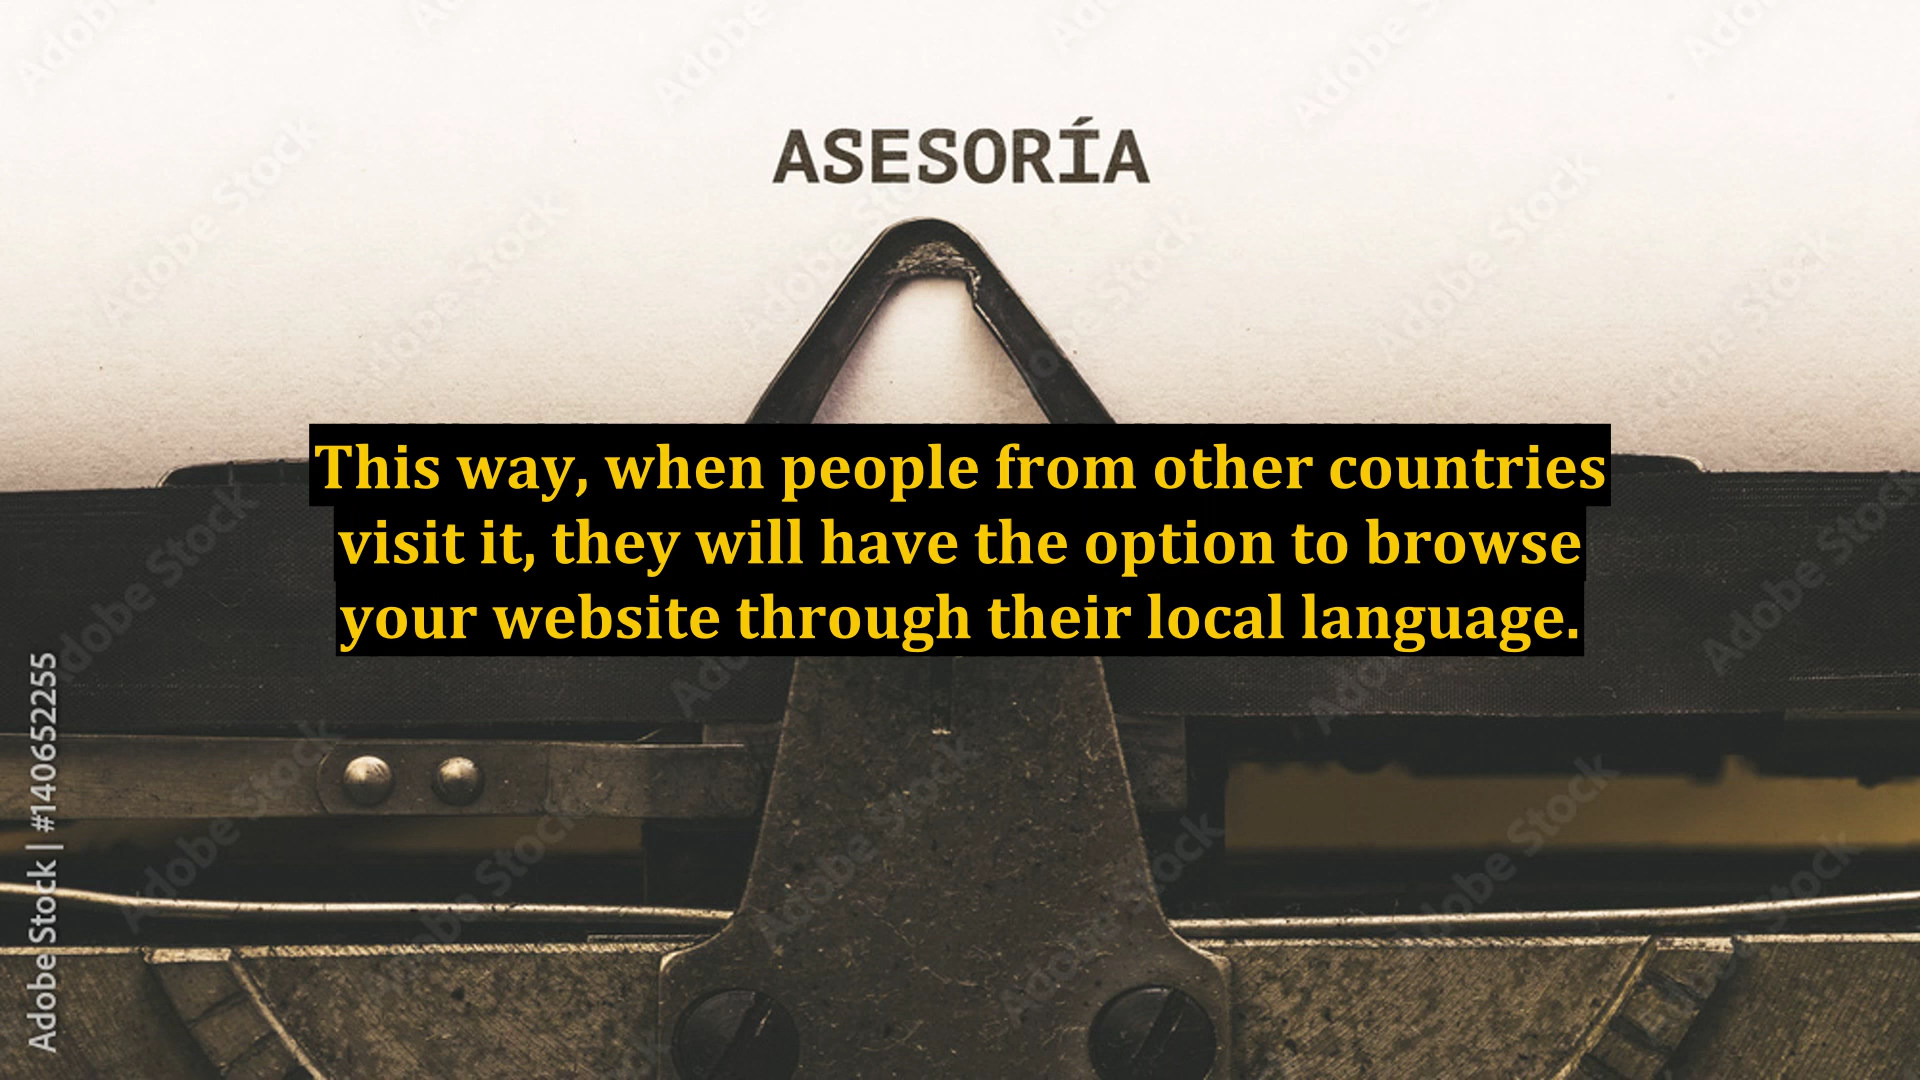 ASESORÍA
This way, when people from other countries
visit it, they will have the option to browse
your website through their local language.
Adobe Stock | #140652255